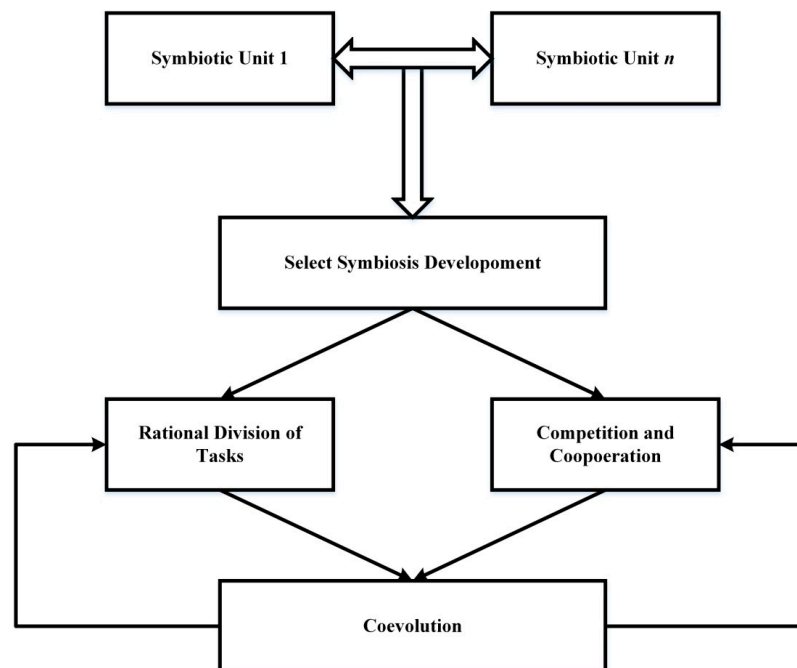 Symbiotic Unit 1
Symbiotic Unit n
Select Symbiosis Developoment
Rational Division of
Tasks
Competition and
Coopoeration
Coevolution